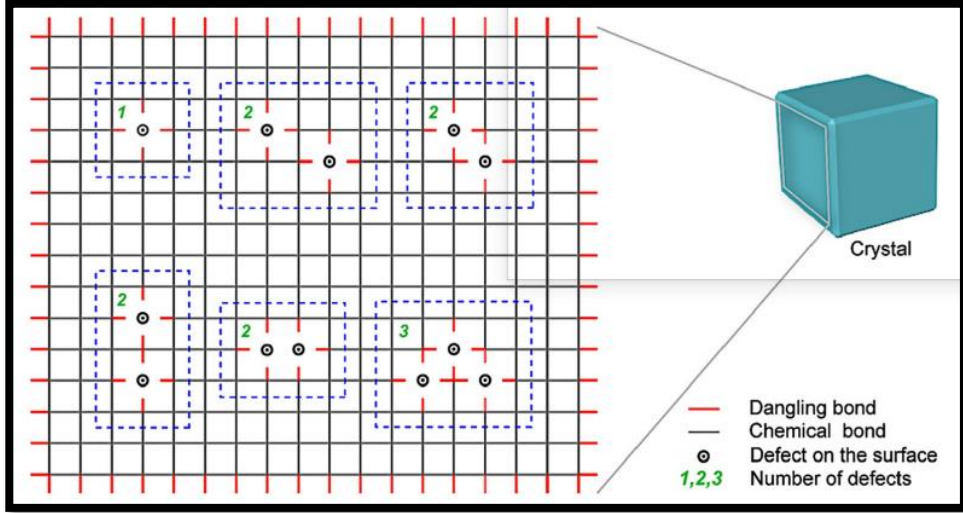 1
2
2
2
2
3
Crystal
Dangling bond
Chemical bond
Defect on the surface
1,2,3 Number of defects